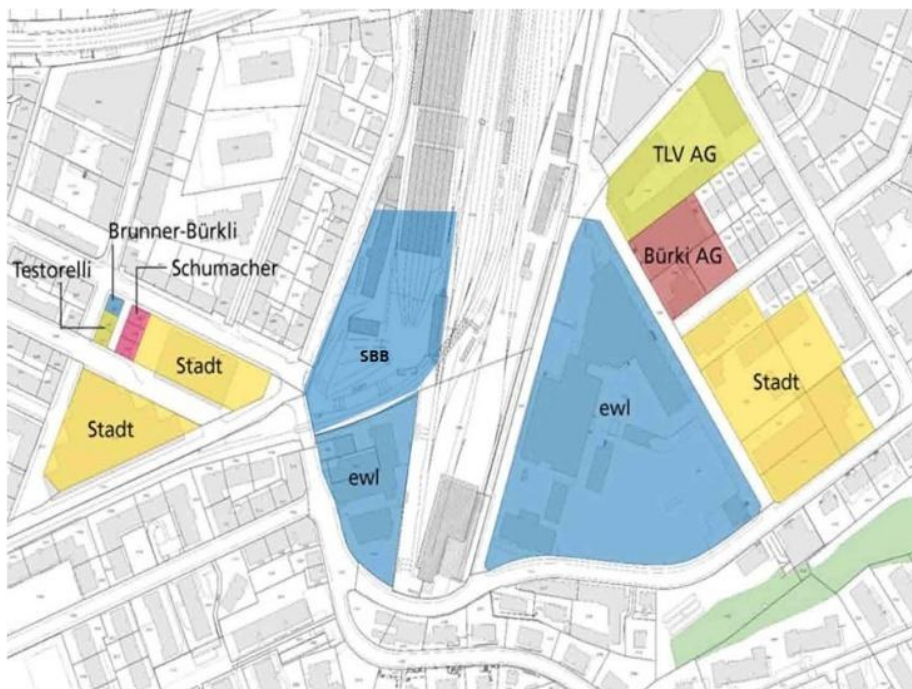 TLV AG
Brunner-Bürkli
Bürki AG
Testorelli
Schumacher
SBB
Stadt
Stadt
ewl
Stadt
ewl